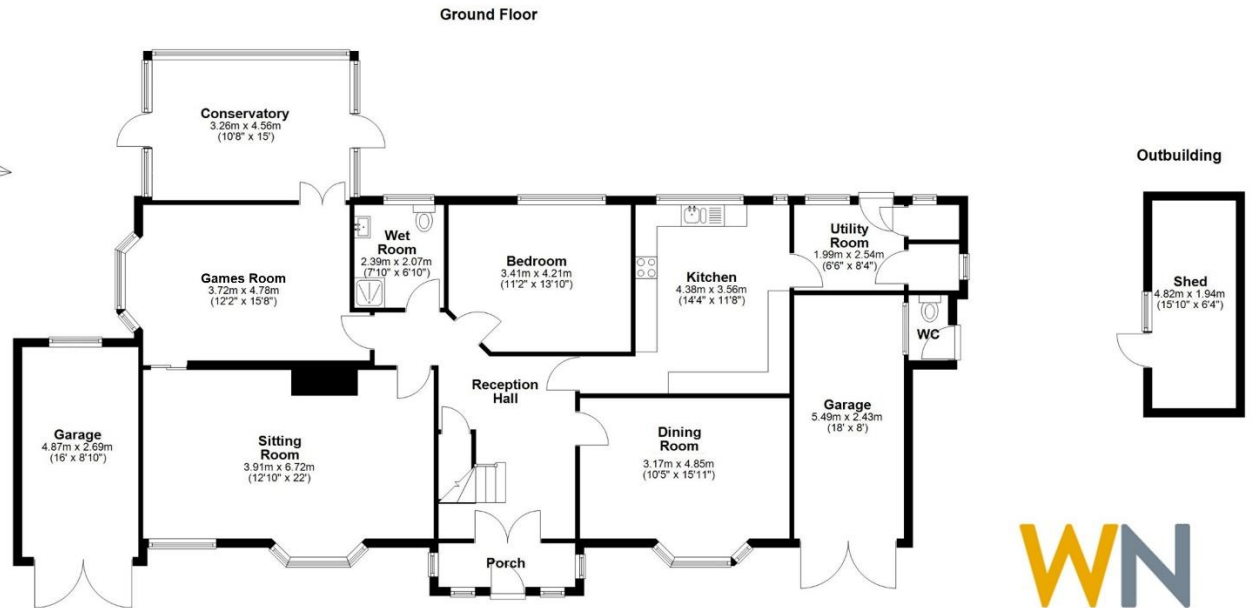 Ground Floor
Conservatory
3.26m x 4.56m
(10'8" x 15')
Outbuilding
Wet
Room
2.39m x 2.07m
(7'10" x 6'10")
Bedroom
3.41m x 4.21m
(11'2" x 13'10")
Kitchen
4.38m x 3.56m
(14'4" x 11'8")
Utility
Room
1.99m x 2.54m
(6'6" x 8'4")
Games Room
3.72m x 4.78m
(12'2" x 15'8")
Shed
4.82m x 1.94m
(15'10" x 6'4")
WC
Reception
Hall
Garage
4.87m x 2.69m
(16' x 8'10")
Sitting
Room
3.91m x 6.72m
(12'10" x 22')
Dining
Room
3.17m x 4.85m
(10'5" x 15'11")
Garage
5.49m x 2.43m
(18' x 8')
Porch
WN